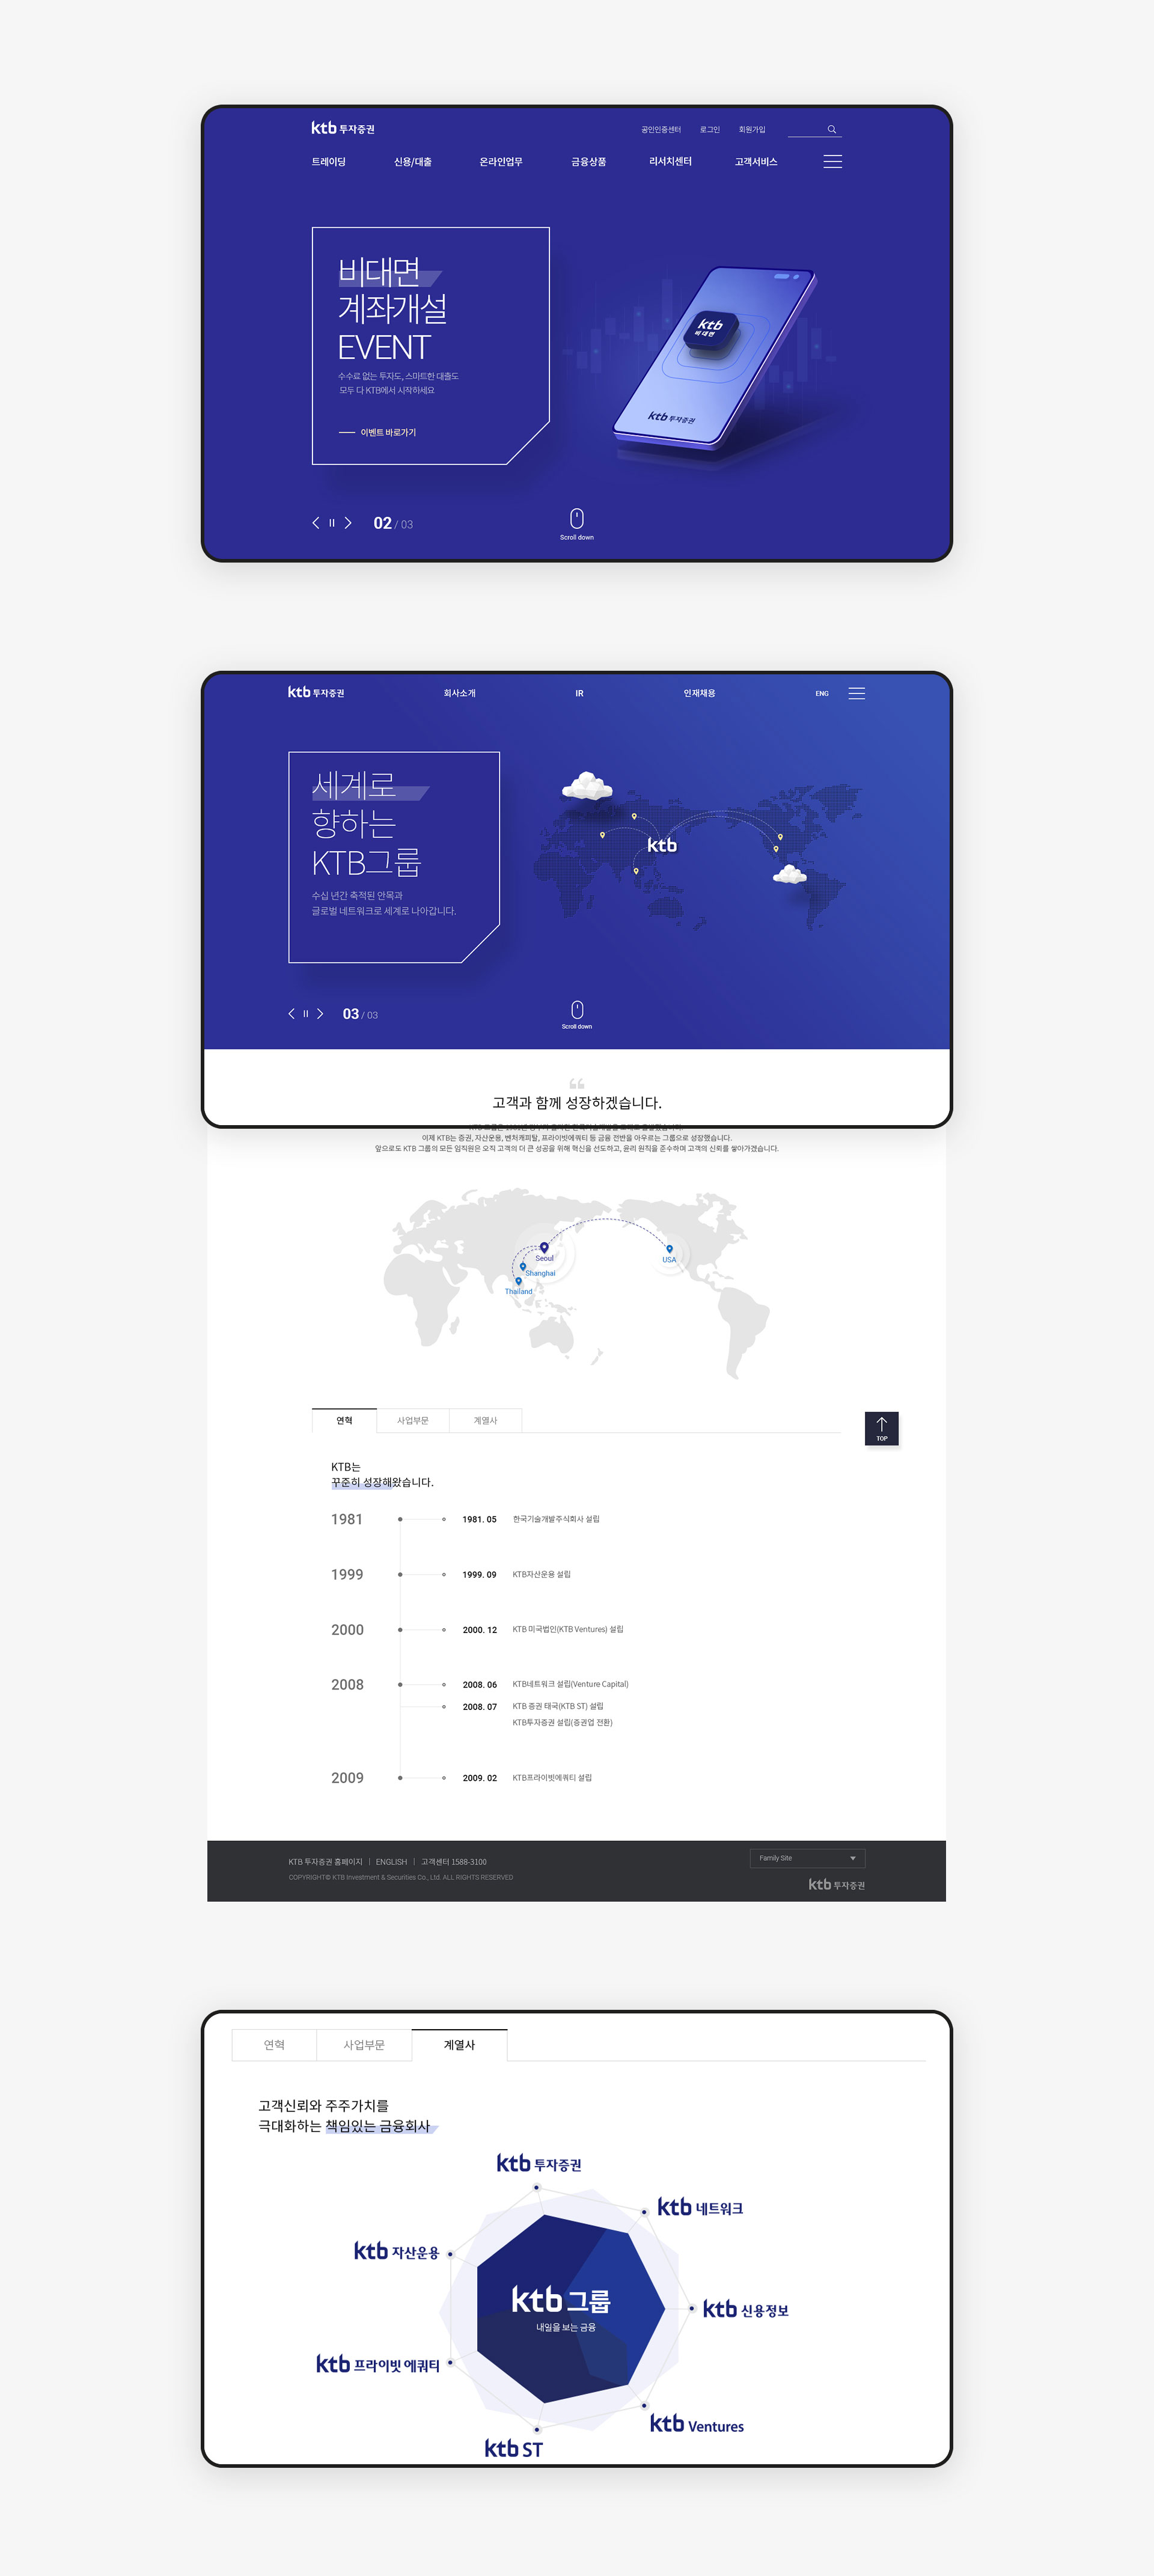 ktb 투자증권
공인인증센터 로그인 회원가입
트레이딩 신용/대출 온라인업무 금융상품 리서치센터 고객서비스
비대면
계좌개설
EVENT
수수료 없는 투자도, 스마트한 대출도
모두 다 KTB에서 시작하세요
이벤트 바로가기
ktb
비대면
ktb 투자증권
02 / 03
Scroll down
ktb 투자증권 회사소개 IR 인재채용 ENG
세계로
향하는
KTB그룹
수십 년간 축적된 안목과
글로벌 네트워크로 세계로 나아갑니다.
ktb
03 / 03
Scroll down
고객과 함께 성장하겠습니다.
이제 KTB는 증권, 자산운용, 벤처캐피탈, 프라이빗에쿼티 등 금융 전반을 아우르는 그룹으로 성장했습니다.
앞으로도 KTB 그룹의 모든 임직원은 오직 고객의 더 큰 성공을 위해 혁신을 선도하고, 윤리 원칙을 준수하며 고객의 신뢰를 쌓아가겠습니다.
Seoul
USA
Shanghai
Thailand
연혁 사업부문 계열사
TOP
KTB는
꾸준히 성장해왔습니다.
1981 1981. 05 한국기술개발주식회사 설립
1999 1999. 09 KTB자산운용 설립
2000 2000. 12 KTB 미국법인(KTB Ventures) 설립
2008 2008. 06 KTB네트워크 설립(Venture Capital)
2008. 07 KTB 증권 태국(KTB ST) 설립
KTB투자증권 설립(증권업 전환)
2009 2009. 02 KTB프라이빗에쿼티 설립
KTB 투자증권 홈페이지 | ENGLISH | 고객센터 1588-3100
COPYRIGHT© KTB Investment & Securities Co., Ltd. ALL RIGHTS RESERVED
Family Site
ktb 투자증권
연혁 사업부문 계열사
고객신뢰와 주주가치를
극대화하는 책임있는 금융회사
ktb 투자증권
ktb 네트워크
ktb 자산운용
ktb 그룹
내일을 보는 금융
ktb 신용정보
ktb 프라이빗 에쿼티
ktb Ventures
ktb ST